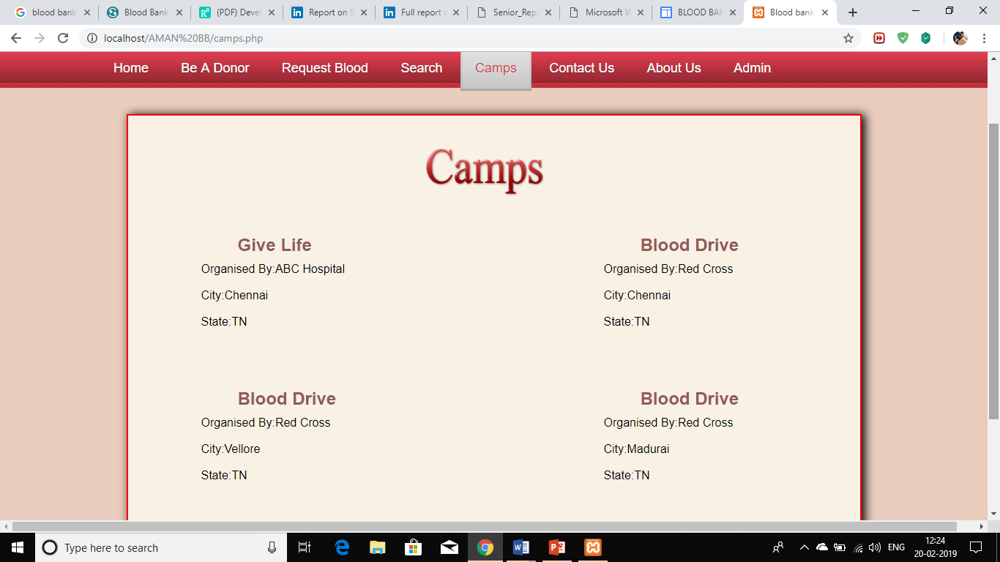 blood bank
Blood Bank
(PDF) Devel
Report on S
Full report o
Senior_Repo
Microsoft W
BLOOD BAN
Blood bank
localhost/AMAN%20BB/camps.php
Home Be A Donor Request Blood Search Camps Contact Us About Us Admin
Camps
Give Life
Organised By:ABC Hospital
City:Chennai
State:TN
Blood Drive
Organised By:Red Cross
City:Chennai
State:TN
Blood Drive
Organised By:Red Cross
City:Vellore
State:TN
Blood Drive
Organised By:Red Cross
City:Madurai
State:TN
Type here to search
ENG
12:24
20-02-2019